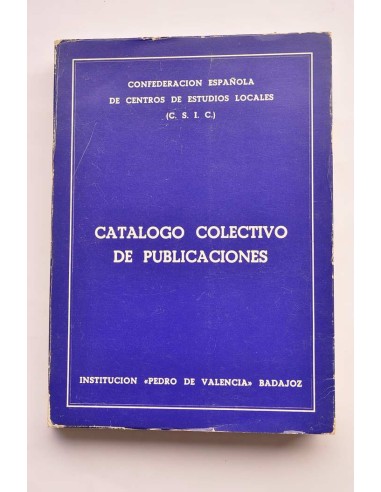 CONFEDERACION ESPAÑOLA
DE CENTROS DE ESTUDIOS LOCALES
(C. S. I. C.)
CATALOGO COLECTIVO
DE PUBLICACIONES
INSTITUCION «PEDRO DE VALENCIA» BADAJOZ